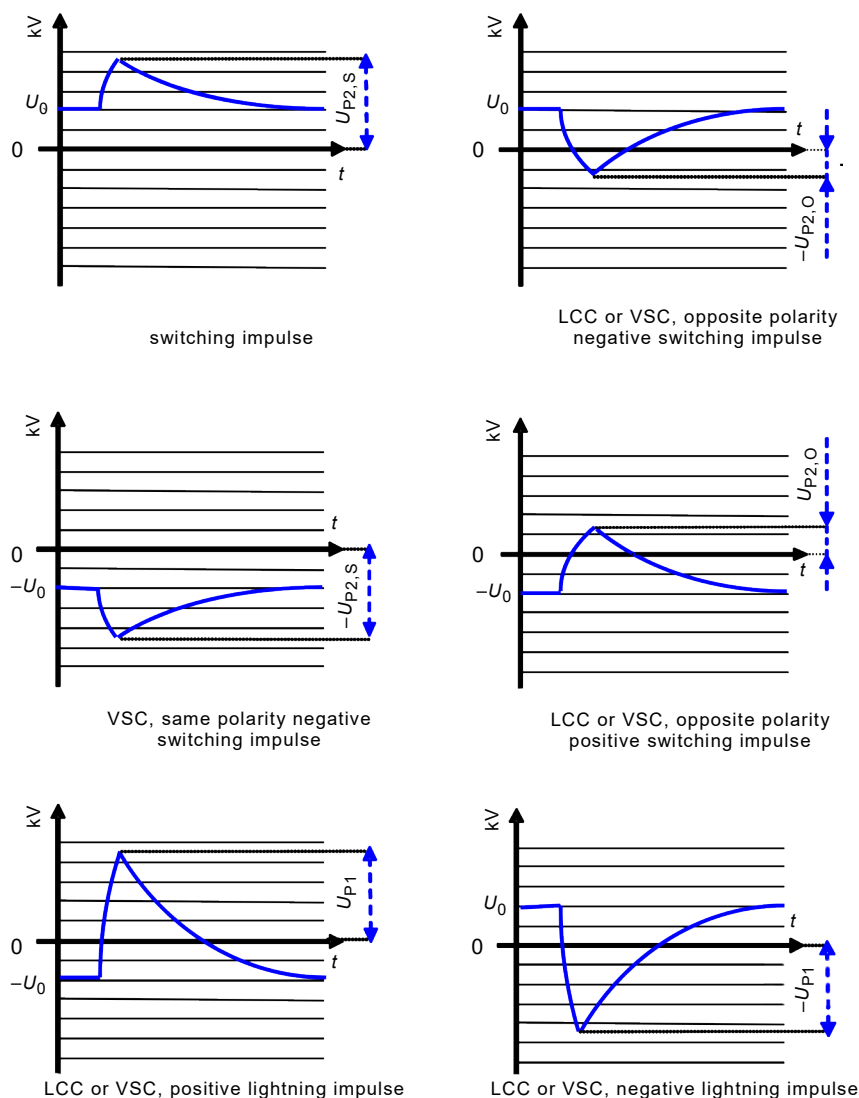 kV
U0
0
t
UP2,S
switching impulse
kV
U0
0
t
–UP2,O
LCC or VSC, opposite polarity
negative switching impulse
kV
0
t
–U0
–UP2,S
VSC, same polarity negative
switching impulse
kV
0
t
–U0
UP2,O
LCC or VSC, opposite polarity
positive switching impulse
kV
0
t
–U0
UP1
LCC or VSC, positive lightning impulse
kV
U0
0
t
–UP1
LCC or VSC, negative lightning impulse